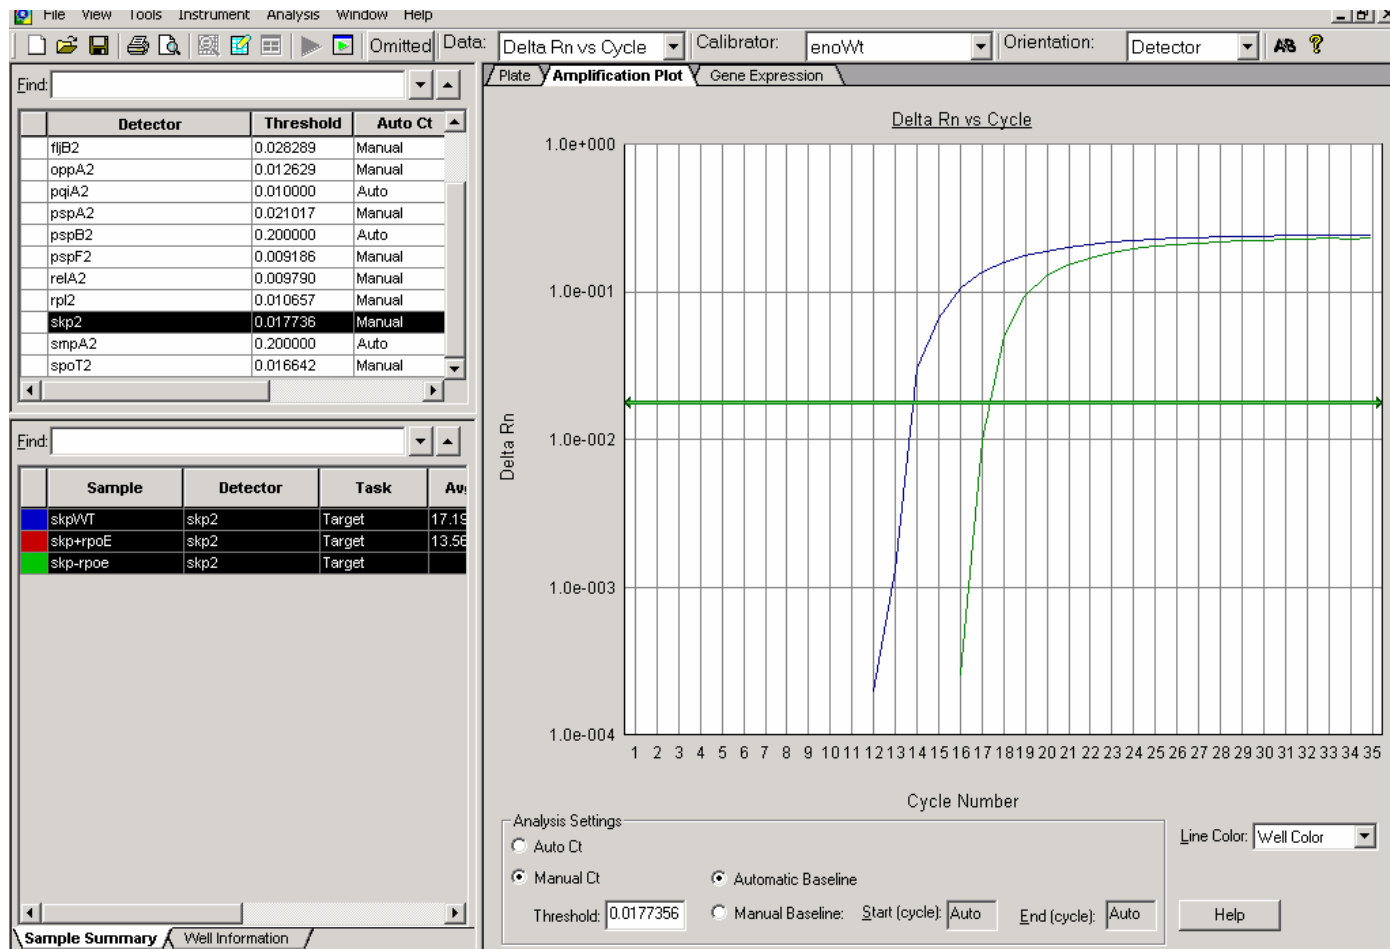 File View Tools Instrument Analysis Window Help
Omitted Data: Delta Rn vs Cycle Calibrator: enoWt Orientation: Detector
Find:
Detector Threshold Auto Ct
fljB2 0.028289 Manual
oppA2 0.012629 Manual
pqiA2 0.010000 Auto
pspA2 0.021017 Manual
pspB2 0.200000 Auto
pspF2 0.009186 Manual
relA2 0.009790 Manual
rpl2 0.010657 Manual
skp2 0.017736 Manual
smpA2 0.200000 Auto
spoT2 0.016642 Manual
Find:
Sample Detector Task Av
skpWT skp2 Target 17.19
skp+rpoE skp2 Target 13.56
skp-rpoe skp2 Target
Sample Summary Well Information
Plate Amplification Plot Gene Expression
Delta Rn vs Cycle
1.0e+000
1.0e-001
1.0e-002
1.0e-003
1.0e-004
Delta Rn
1 2 3 4 5 6 7 8 9 10 11 12 13 14 15 16 17 18 19 20 21 22 23 24 25 26 27 28 29 30 31 32 33 34 35
Cycle Number
Analysis Settings
Auto Ct
Manual Ct Automatic Baseline
Threshold: 0.0177356 Manual Baseline: Start (cycle): Auto End (cycle): Auto
Line Color: Well Color
Help